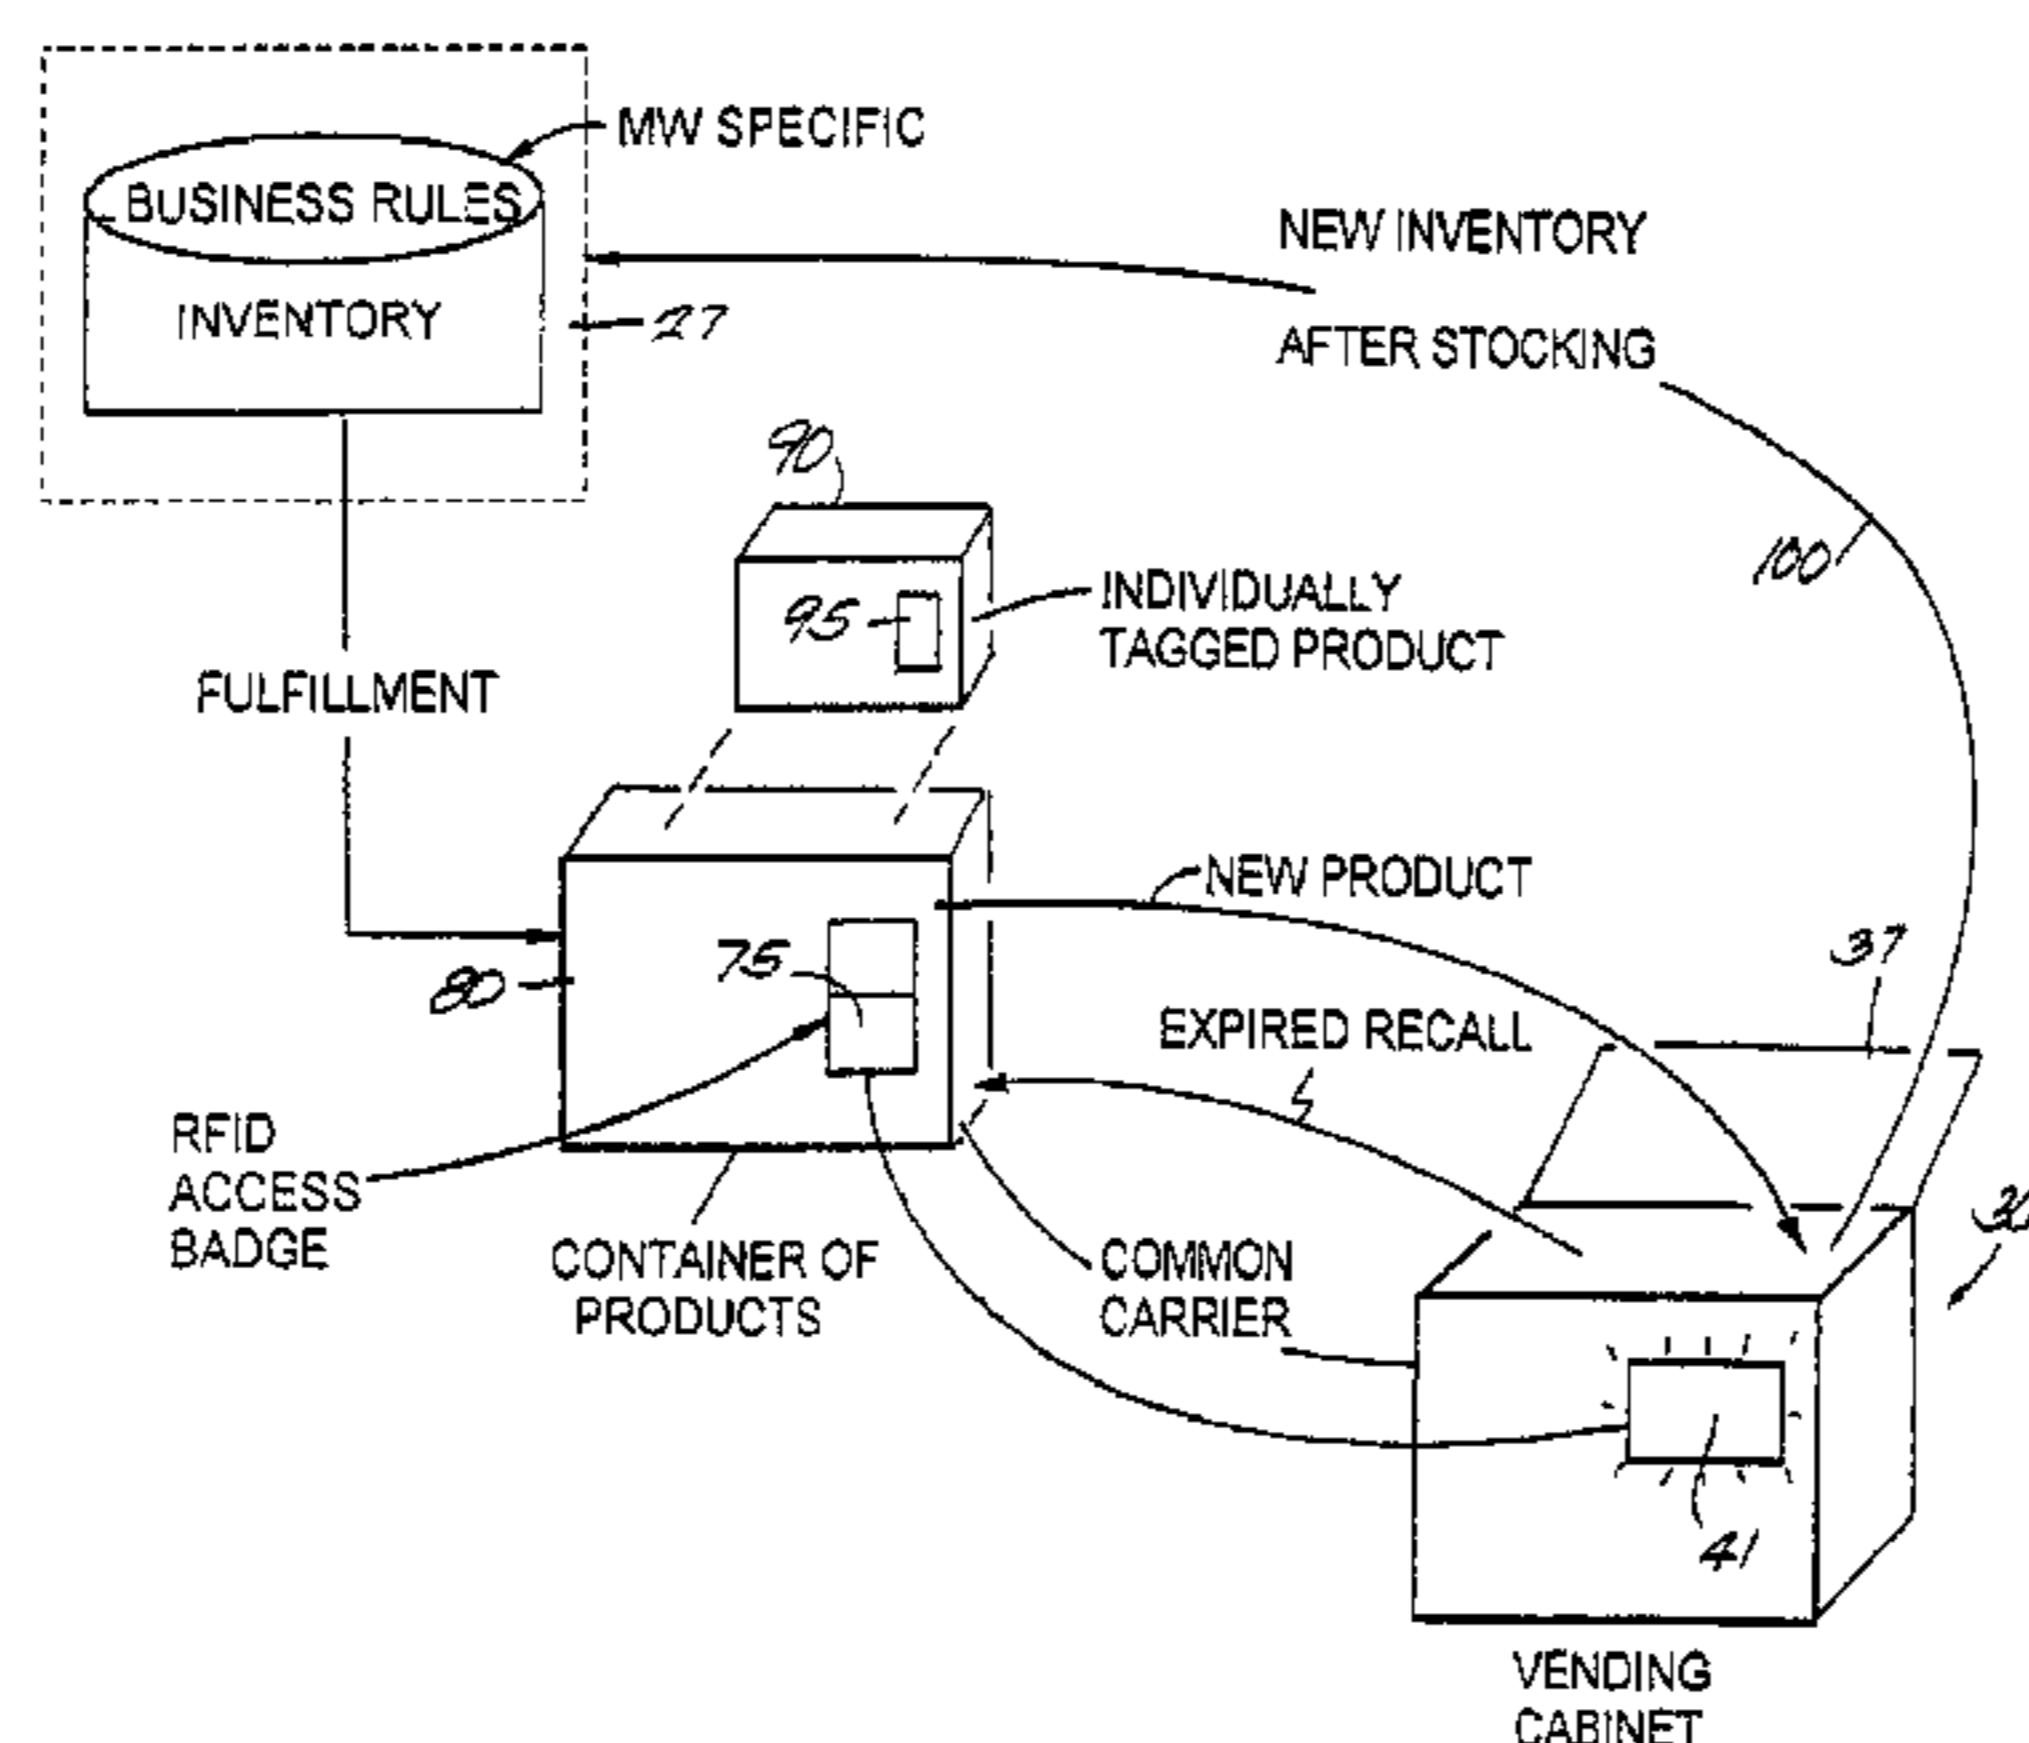 MW SPECIFIC
BUSINESS RULES
INVENTORY
27
NEW INVENTORY
AFTER STOCKING
90
100
95
INDIVIDUALLY
TAGGED PRODUCT
FULFILLMENT
NEW PRODUCT
37
75
80
EXPIRED RECALL
RFID
ACCESS
BADGE
CONTAINER OF
PRODUCTS
COMMON
CARRIER
41
VENDING
CABINET